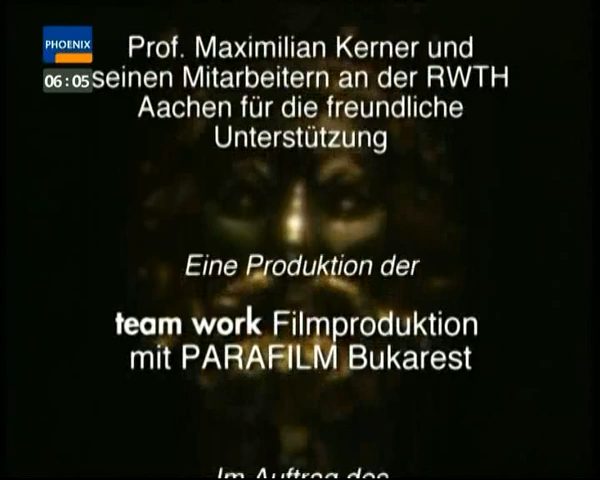 PHOENIX
06:05
Prof. Maximilian Kerner und
seinen Mitarbeitern an der RWTH
Aachen für die freundliche
Unterstützung
Eine Produktion der
team work Filmproduktion
mit PARAFILM Bukarest
Im Auftrag des